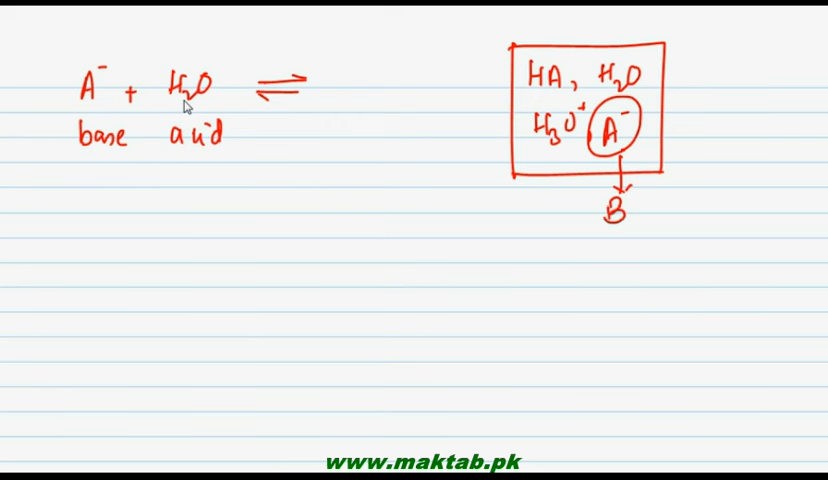 A⁻ + H₂O ⇌
base acid
HA, H₂O
H₃O⁺ A⁻
B
www.maktab.pk